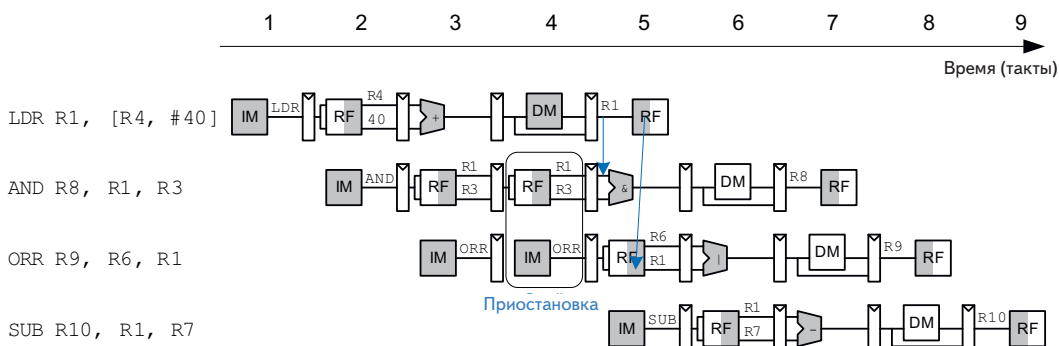 1 2 3 4 5 6 7 8 9
Время (такты)
LDR R1, [R4, #40] IM LDR RF R4 40 + DM R1 RF
AND R8, R1, R3 IM AND RF R1 R3 RF R1 R3 & DM R8 RF
ORR R9, R6, R1 IM ORR IM ORR RF R6 R1 | DM R9 RF
Приостановка
SUB R10, R1, R7 IM SUB RF R1 R7 - DM R10 RF